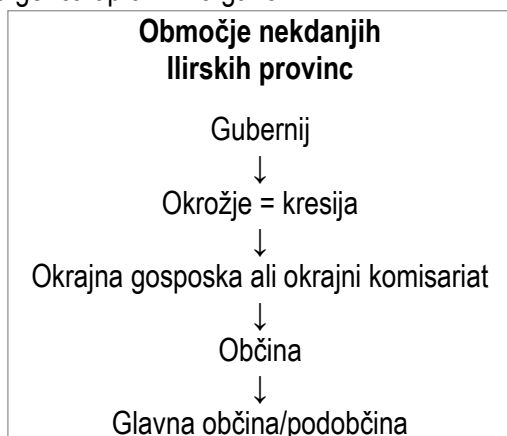 Območje nekdanjih
Ilirskih provinc
Gubernij
↓
Okrožje = kresija
↓
Okrajna gosposka ali okrajni komisariat
↓
Občina
↓
Glavna občina/podobčina